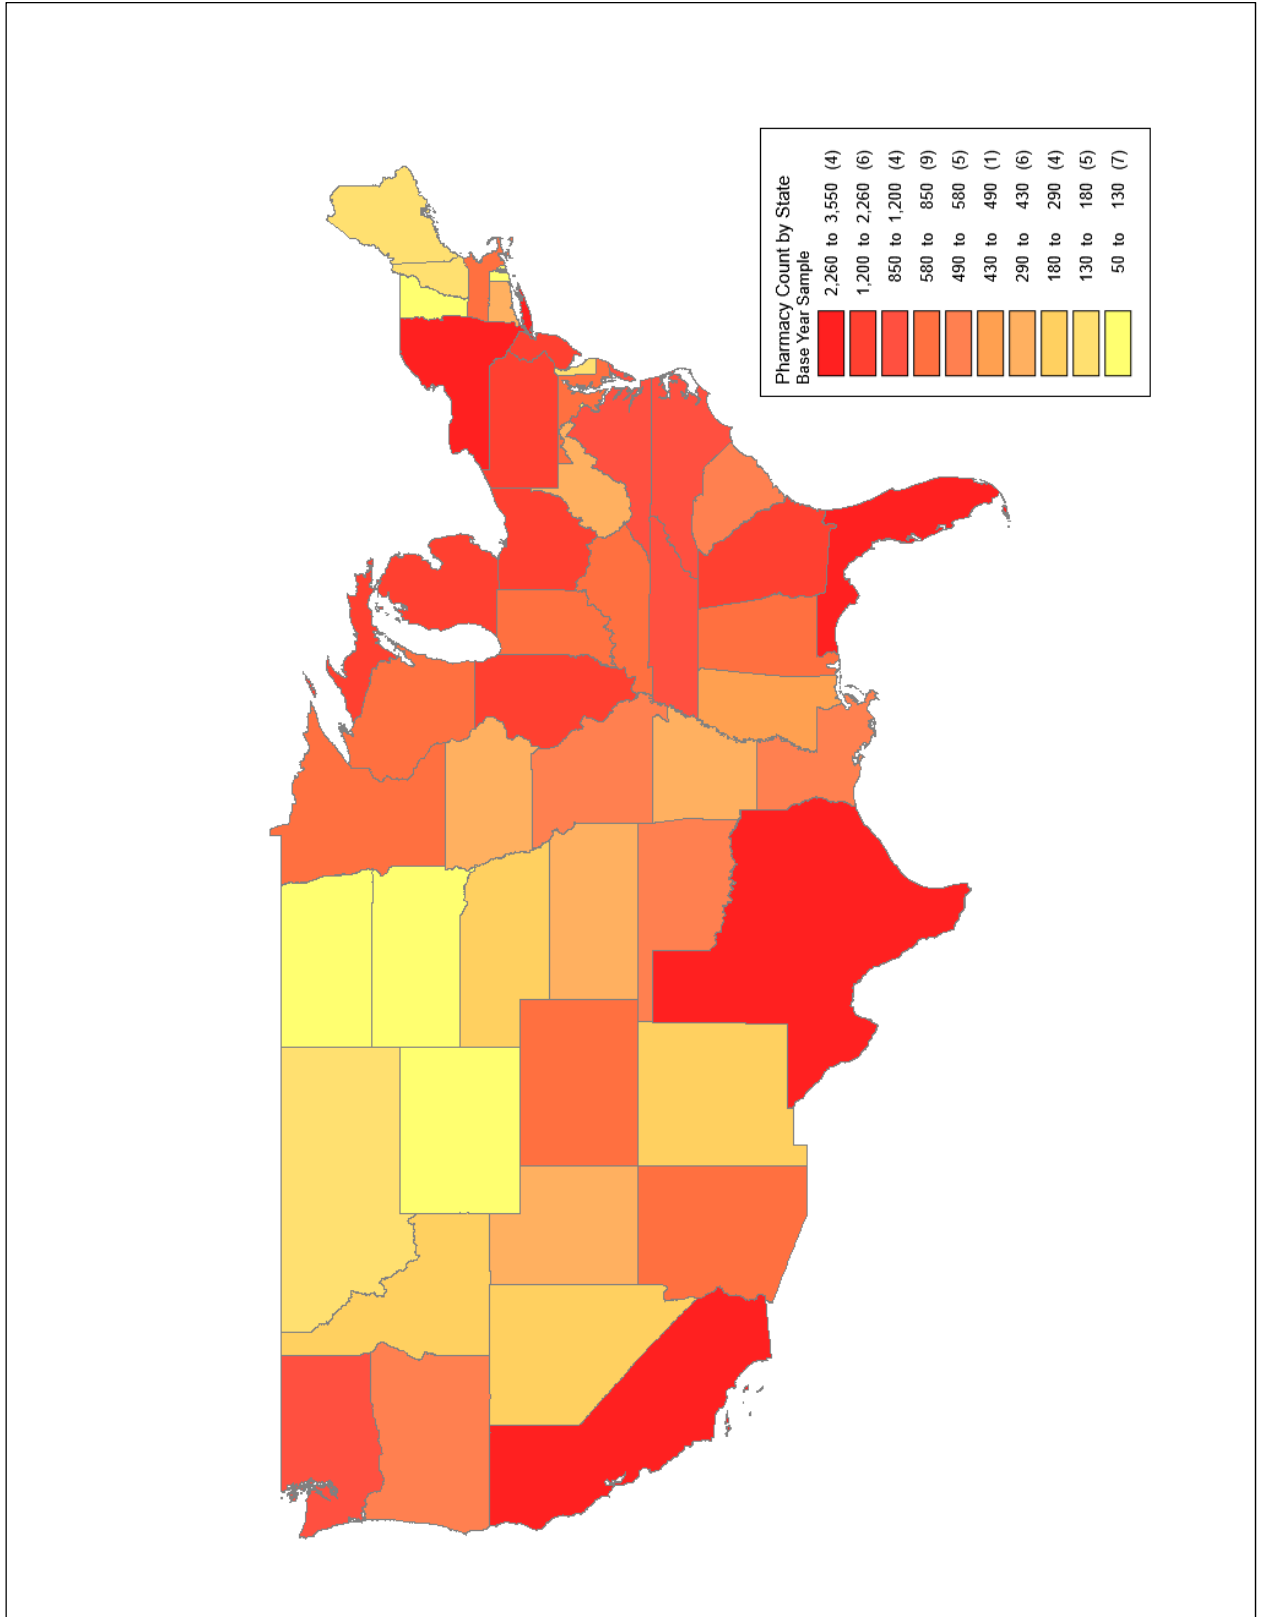 Pharmacy Count by State
Base Year Sample
2,260 to 3,550 (4)
1,200 to 2,260 (6)
850 to 1,200 (4)
580 to 850 (9)
490 to 580 (5)
430 to 490 (1)
290 to 430 (6)
180 to 290 (4)
130 to 180 (5)
50 to 130 (7)